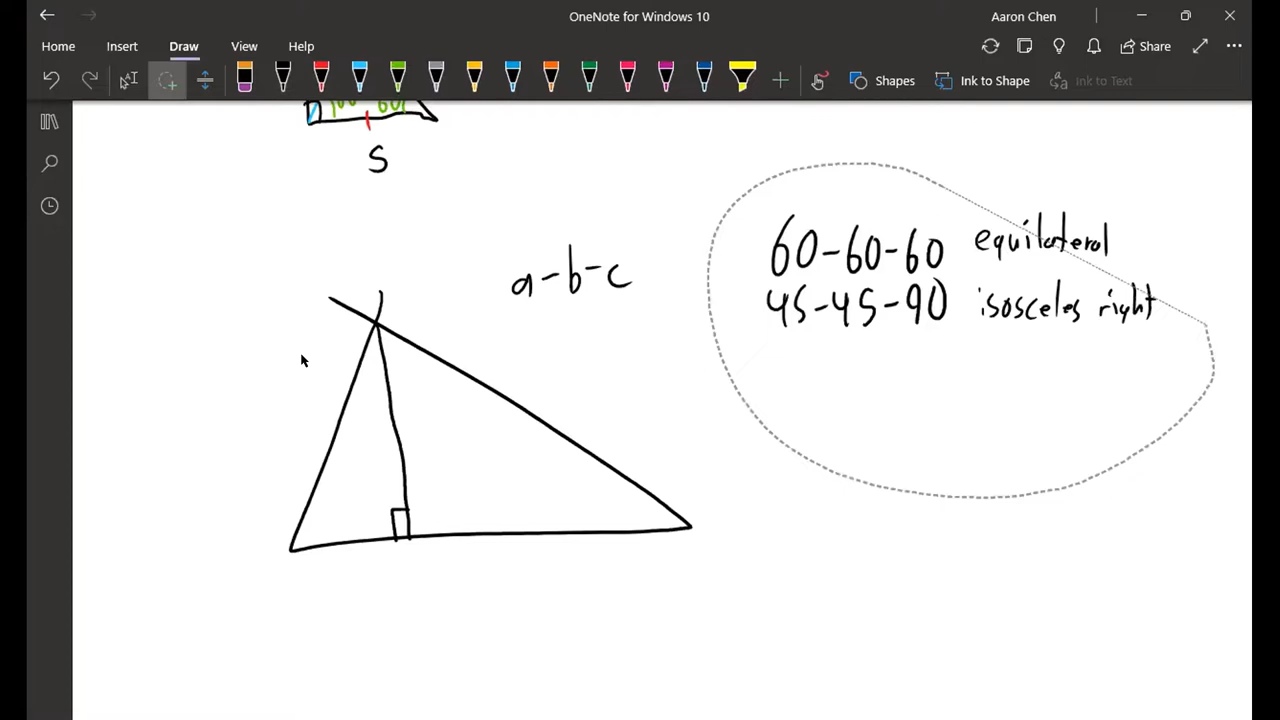 OneNote for Windows 10
Aaron Chen
Home Insert Draw View Help
Share
Shapes
Ink to Shape
Ink to Text
60
S
a-b-c
60-60-60 equilateral
45-45-90 isosceles right